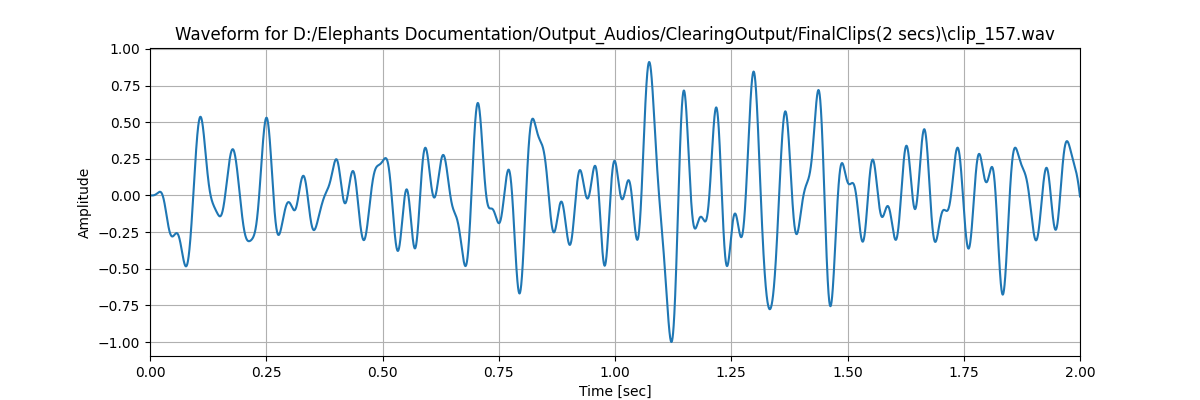 Waveform for D:/Elephants Documentation/Output_Audios/ClearingOutput/FinalClips(2 secs)\clip_157.wav
1.00
0.75
0.50
0.25
0.00
−0.25
−0.50
−0.75
−1.00
Amplitude
0.00 0.25 0.50 0.75 1.00 1.25 1.50 1.75 2.00
Time [sec]